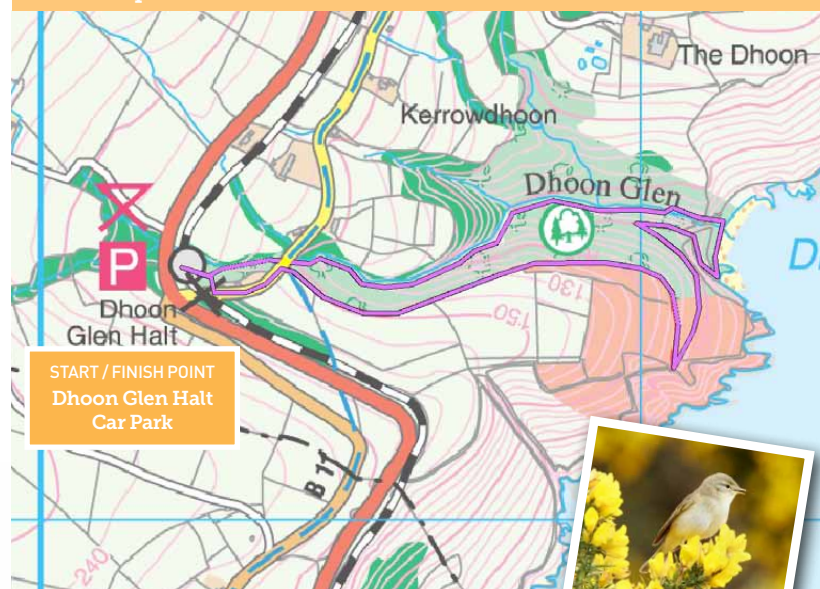 The Dhoon
Kerrowdhoon
Dhoon Glen
P
Dhoon
Glen Halt
130
150
START / FINISH POINT
Dhoon Glen Halt
Car Park
B 11
240